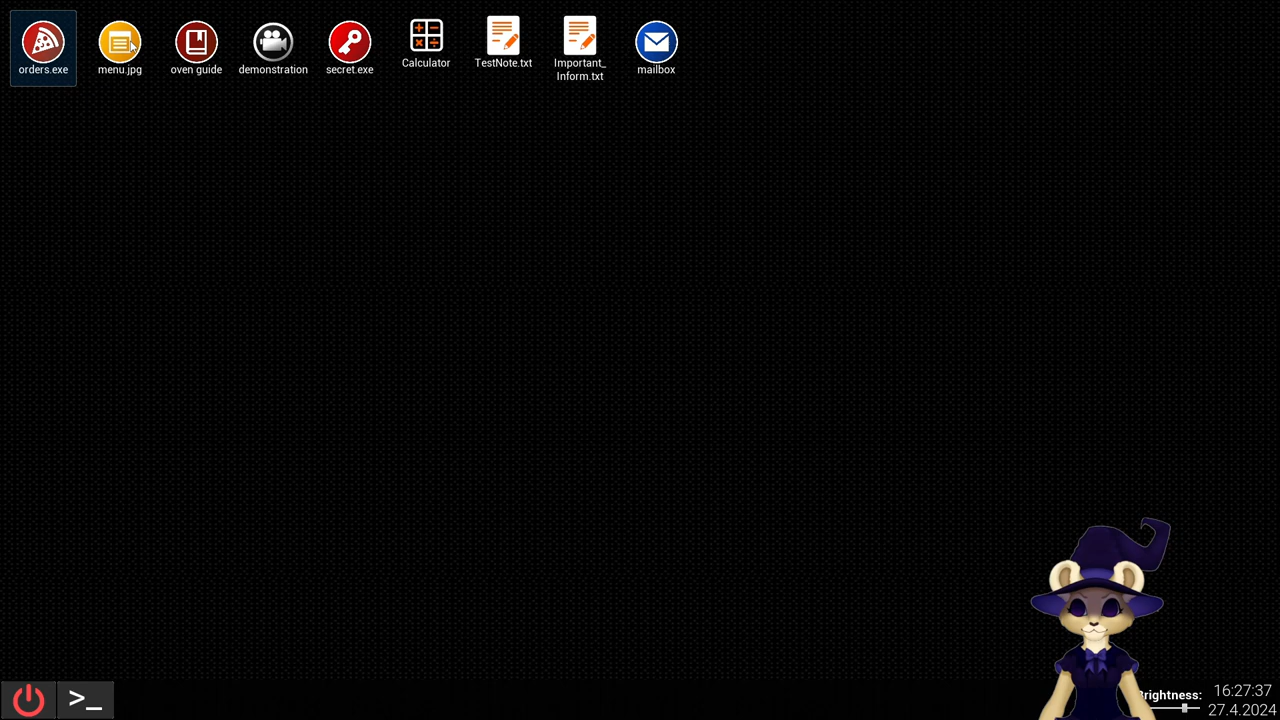 orders.exe
menu.jpg
oven guide
demonstration
secret.exe
Calculator
TestNote.txt
Important_
Inform.txt
mailbox
>_
Brightness:
16:27:37
27.4.2024